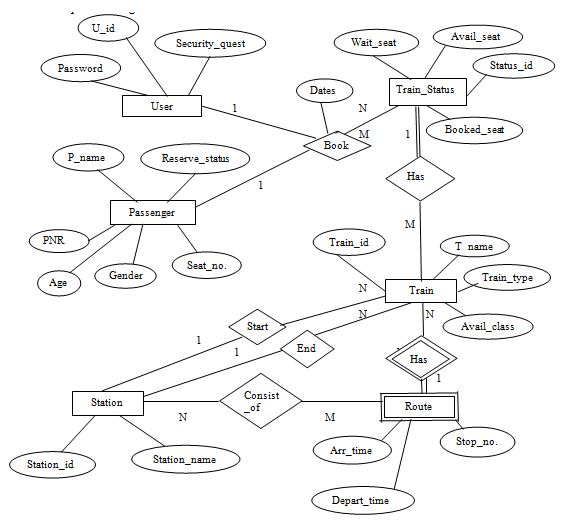 U_id
Security_quest
Password
User
Wait_seat
Avail_seat
Status_id
Train_Status
Booked_seat
Dates
1
N
M
1
Book
P_name
Reserve_status
1
Has
Passenger
M
PNR
Age
Gender
Seat_no.
Train_id
T_name
Train_type
N
Train
Avail_class
N
N
Start
1
End
1
Has
1
Station
Consist
_of
N
M
Route
Arr_time
Stop_no.
Station_id
Station_name
Depart_time